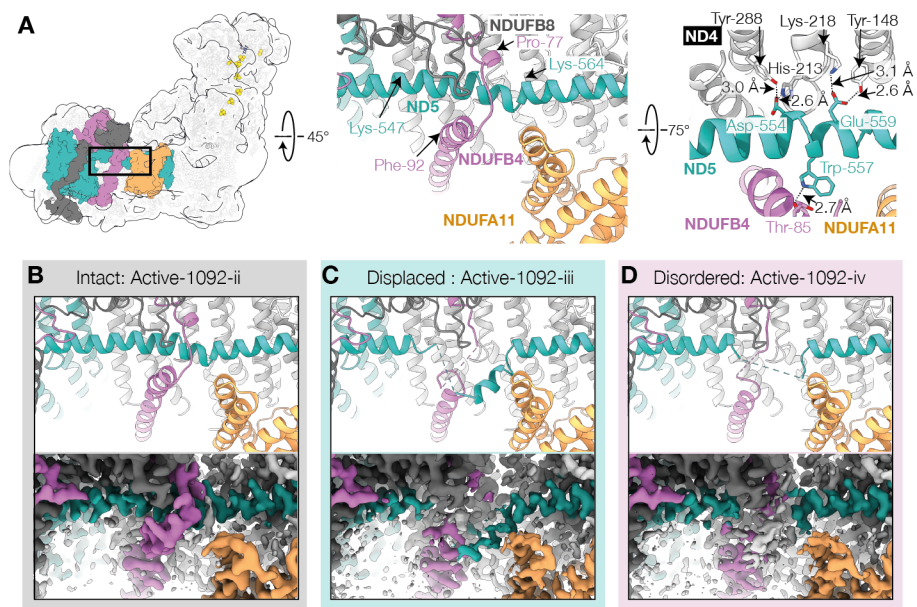 A
45°
NDUFB8
Pro-77
Lys-564
ND5
Lys-547
Phe-92
NDUFB4
NDUFA11
75°
Tyr-288
Lys-218
Tyr-148
ND4
His-213
3.0 Å
3.1 Å
2.6 Å
2.6 Å
Asp-554
Glu-559
ND5
Trp-557
2.7 Å
NDUFB4
Thr-85
NDUFA11
B Intact: Active-1092-ii
C Displaced : Active-1092-iii
D Disordered: Active-1092-iv